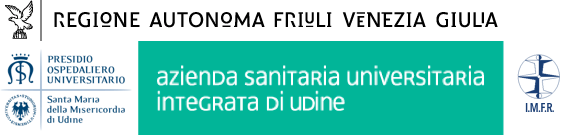 REGIONE AUTONOMA FRIULI VENEZIA GIULIA
PRESIDIO
OSPEDALIERO
UNIVERSITARIO
Santa Maria
della Misericordia
di Udine
azienda sanitaria universitaria
integrata di udine
I.M.F.R.